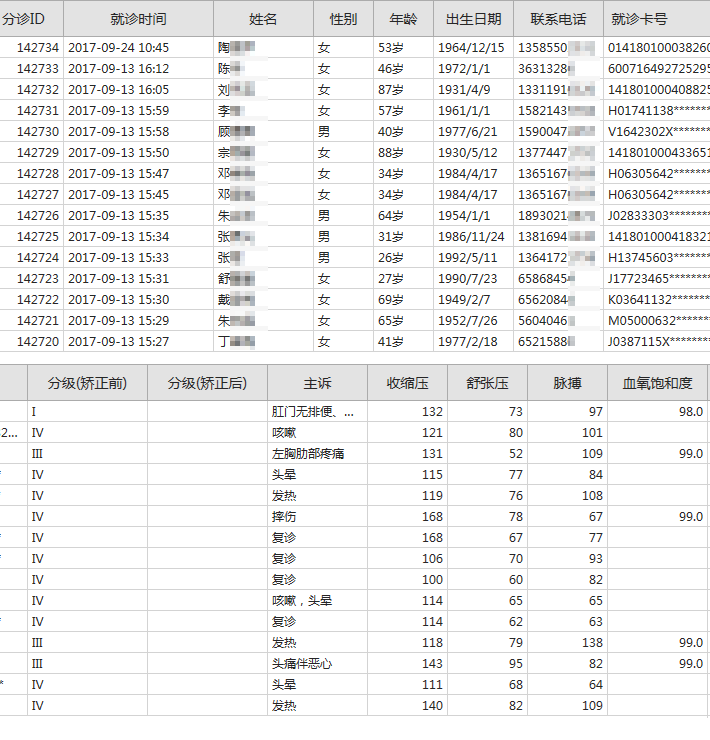 分诊ID 就诊时间 姓名 性别 年龄 出生日期 联系电话 就诊卡号
142734 2017-09-24 10:45 陶 女 53岁 1964/12/15 1358550 014180100038260
142733 2017-09-13 16:12 陈 女 46岁 1972/1/1 3631328 600716492725295
142732 2017-09-13 16:05 刘 女 87岁 1931/4/9 1331191 141801000408825
142731 2017-09-13 15:59 李 女 57岁 1961/1/1 1582143 H01741138*******
142730 2017-09-13 15:58 顾 男 40岁 1977/6/21 1590047 V1642302X*******
142729 2017-09-13 15:50 宗 女 88岁 1930/5/12 1377447 141801000433651
142728 2017-09-13 15:47 邓 女 34岁 1984/4/17 1365167 H06305642*******
142727 2017-09-13 15:45 邓 女 34岁 1984/4/17 1365167 H06305642*******
142726 2017-09-13 15:35 朱 男 64岁 1954/1/1 1893021 J02833303*******
142725 2017-09-13 15:34 张 男 31岁 1986/11/24 1381694 141801000418321
142724 2017-09-13 15:33 张 男 26岁 1992/5/11 1364172 H13745603*******
142723 2017-09-13 15:31 舒 女 27岁 1990/7/23 6586845 J17723465*******
142722 2017-09-13 15:30 戴 女 69岁 1949/2/7 6562084 K03641132*******
142721 2017-09-13 15:29 朱 女 65岁 1952/7/26 5604046 M05000632*******
142720 2017-09-13 15:27 丁 女 41岁 1977/2/18 6521588 J0387115X*******
分级(矫正前) 分级(矫正后) 主诉 收缩压 舒张压 脉搏 血氧饱和度
I 肛门无排便、... 132 73 97 98.0
2... IV 咳嗽 121 80 101
III 左胸肋部疼痛 131 52 109 99.0
* IV 头晕 115 77 84
IV 发热 119 76 108
IV 摔伤 168 78 67 99.0
* IV 复诊 168 67 77
* IV 复诊 106 70 93
IV 复诊 100 60 82
IV 咳嗽，头晕 114 65 65
* IV 复诊 114 62 63
III 发热 118 79 138 99.0
III 头痛伴恶心 143 95 82 99.0
* IV 头晕 111 68 64
IV 发热 140 82 109